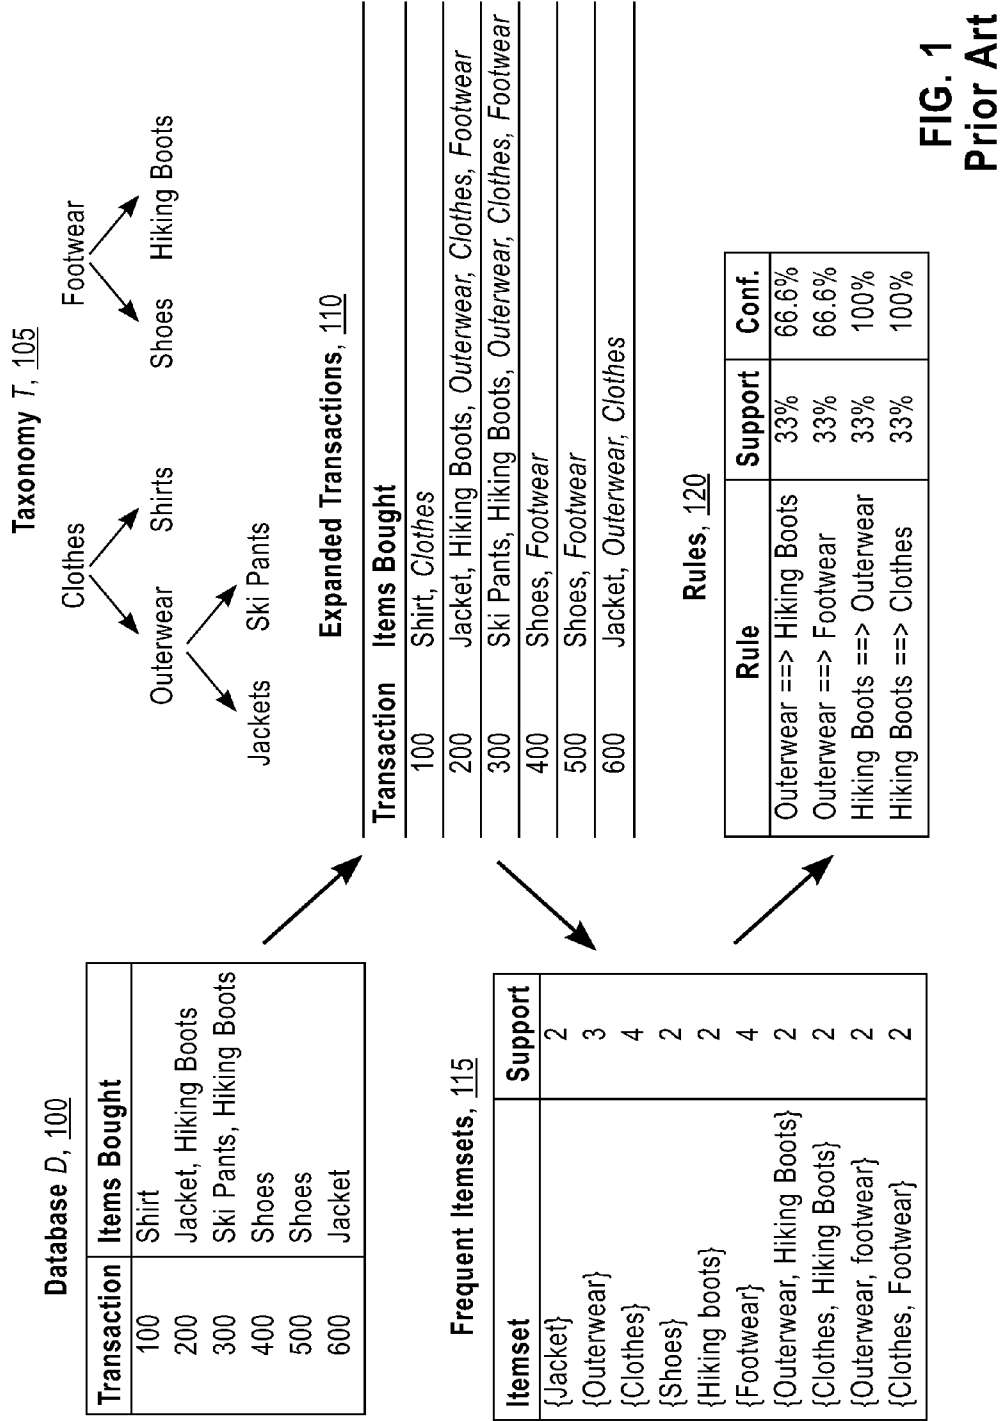 Database D, 100
Transaction Items Bought
100 Shirt
200 Jacket, Hiking Boots
300 Ski Pants, Hiking Boots
400 Shoes
500 Shoes
600 Jacket
Taxonomy T, 105
Clothes Footwear
Outerwear Shirts Shoes Hiking Boots
Jackets Ski Pants
Expanded Transactions, 110
Transaction Items Bought
100 Shirt, Clothes
200 Jacket, Hiking Boots, Outerwear, Clothes, Footwear
300 Ski Pants, Hiking Boots, Outerwear, Clothes, Footwear
400 Shoes, Footwear
500 Shoes, Footwear
600 Jacket, Outerwear, Clothes
Frequent Itemsets, 115
Itemset Support
{Jacket} 2
{Outerwear} 3
{Clothes} 4
{Shoes} 2
{Hiking boots} 2
{Footwear} 4
{Outerwear, Hiking Boots} 2
{Clothes, Hiking Boots} 2
{Outerwear, footwear} 2
{Clothes, Footwear} 2
Rules, 120
Rule Support Conf.
Outerwear ==> Hiking Boots 33% 66.6%
Outerwear ==> Footwear 33% 66.6%
Hiking Boots ==> Outerwear 33% 100%
Hiking Boots ==> Clothes 33% 100%
FIG. 1
Prior Art